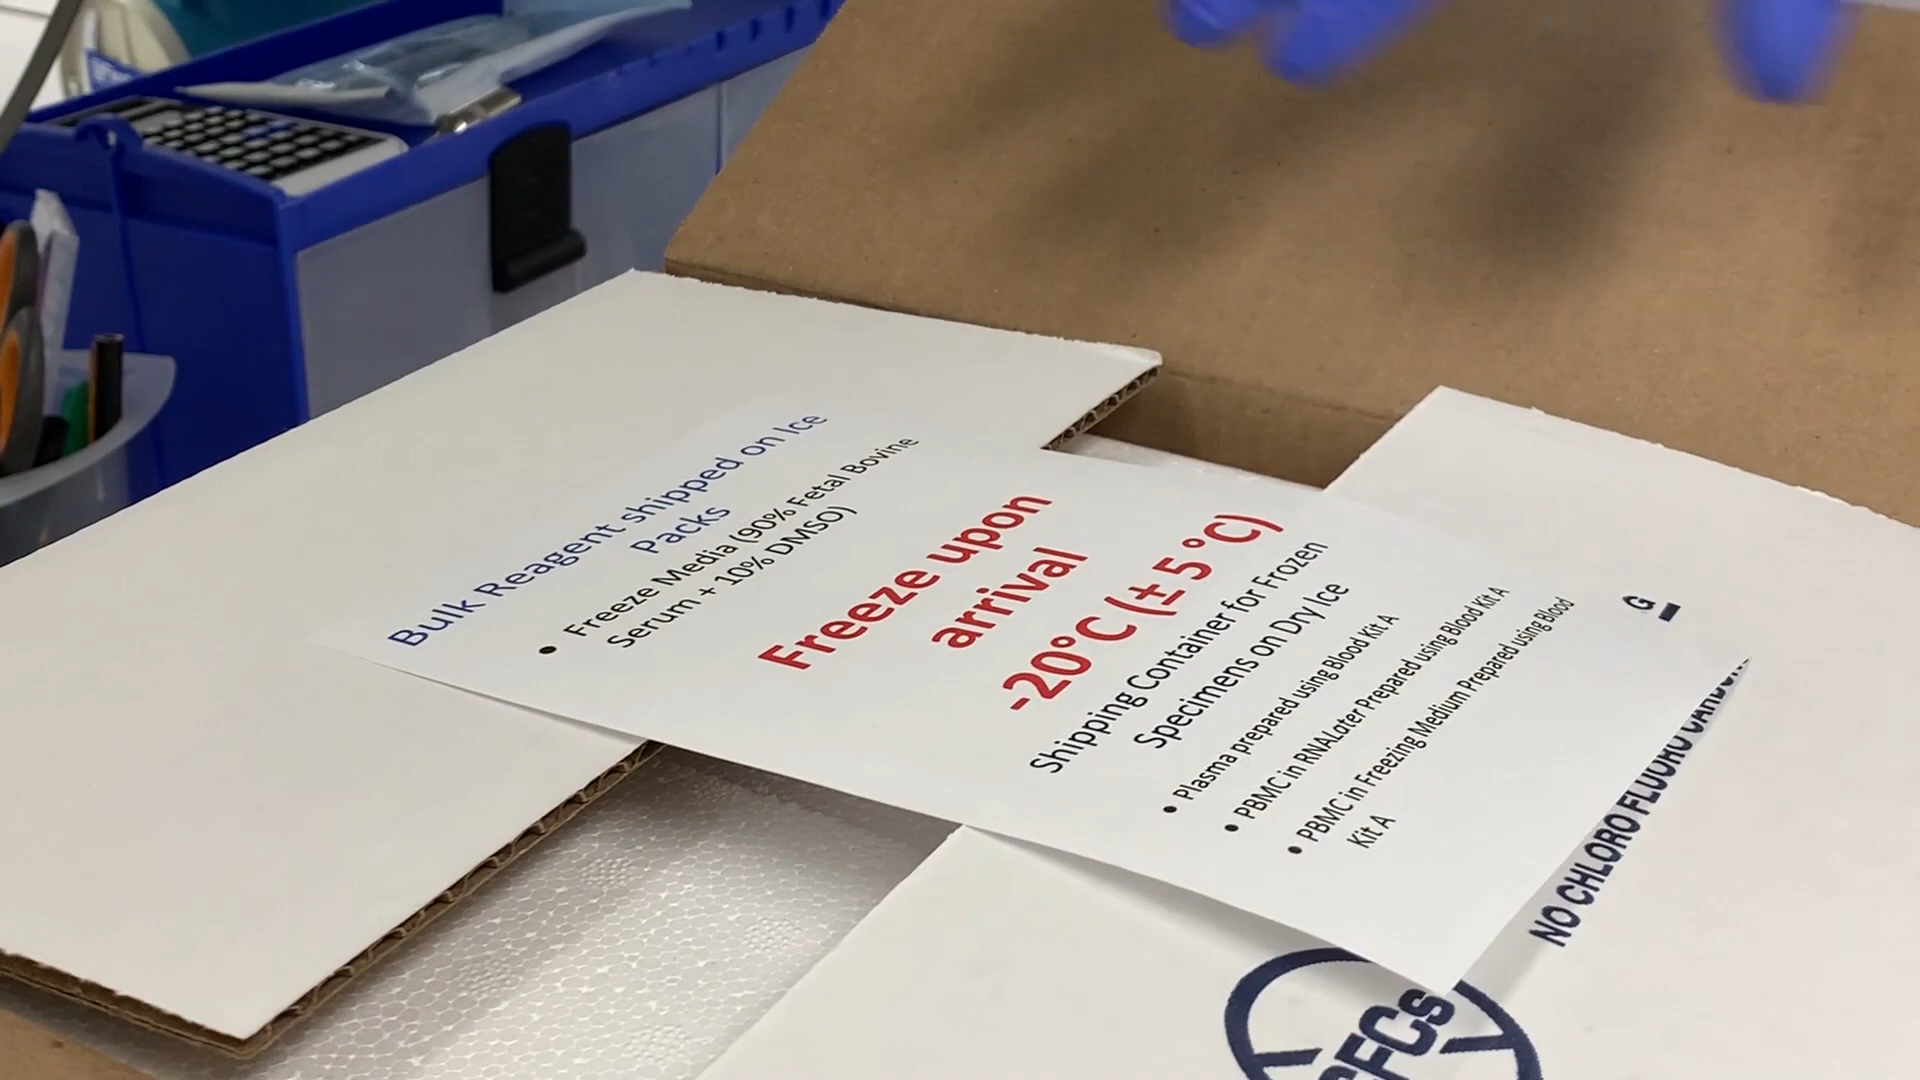 Bulk Reagent shipped on Ice
Packs
• Freeze Media (90% Fetal Bovine
Serum + 10% DMSO)
Freeze upon
arrival
-20°C (± 5 °C)
Shipping Container for Frozen
Specimens on Dry Ice
• Plasma prepared using Blood Kit A
• PBMC in RNALater Prepared using Blood Kit A
• PBMC in Freezing Medium Prepared using Blood
Kit A
G
NO CHLORO FLUORO
CFCs